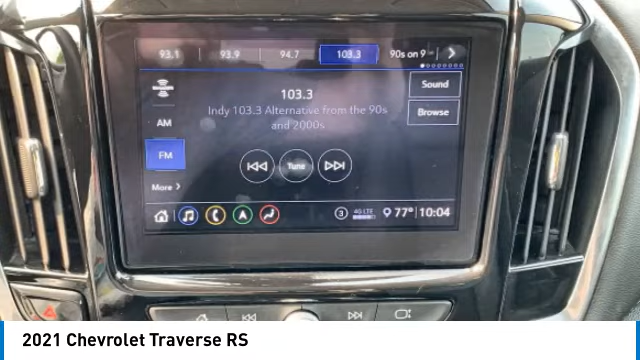 93.1 93.9 94.7 103.3 90s on 9
Sound
103.3
Indy 103.3 Alternative from the 90s
and 2000s
Browse
AM
FM
Tune
More >
3 4G LTE 77° 10:04
2021 Chevrolet Traverse RS